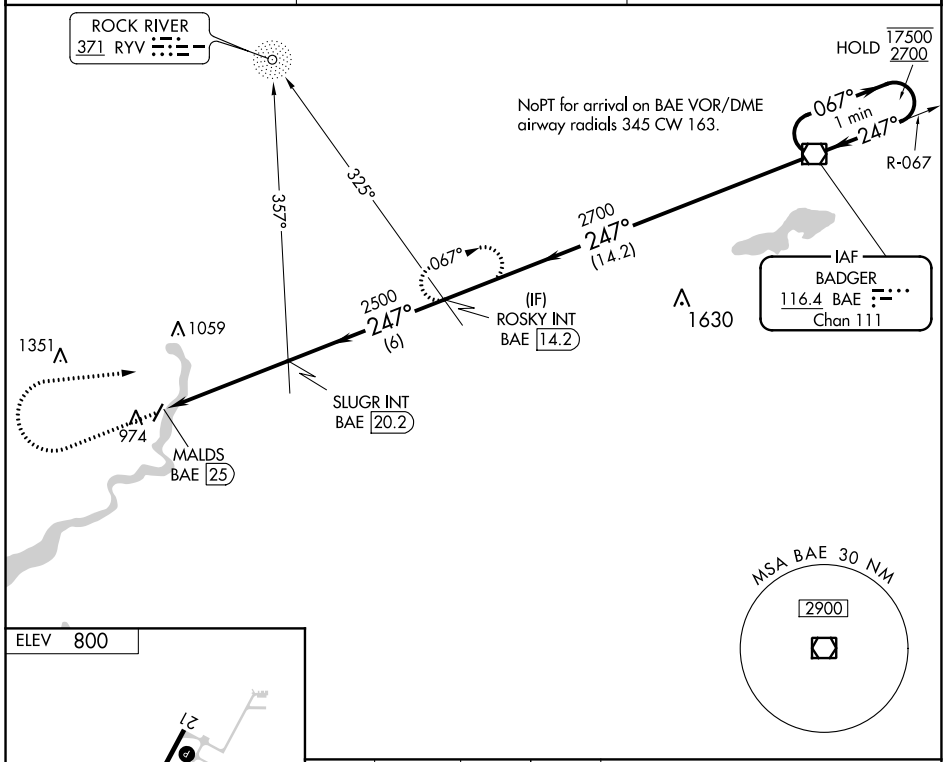 ROCK RIVER
371 RYV
HOLD 17500
2700
NoPT for arrival on BAE VOR/DME
airway radials 345 CW 163.
067°
1 min
247°
R-067
325°
357°
2700
247°
(14.2)
067°
IAF
BADGER
116.4 BAE
Chan 111
(IF)
ROSKY INT
BAE 14.2
1630
2500
247°
(6)
1059
1351
SLUGR INT
BAE 20.2
974
MALDS
BAE 25
MSA BAE 30 NM
2900
ELEV 800
21
P